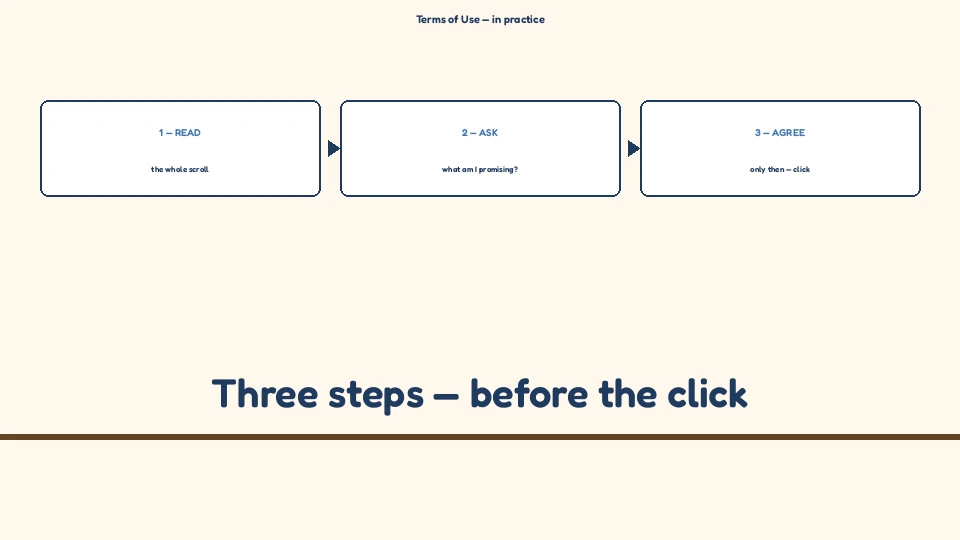 Terms of Use — in practice
1 — READ
the whole scroll
2 — ASK
what am I promising?
3 — AGREE
only then — click
Three steps — before the click